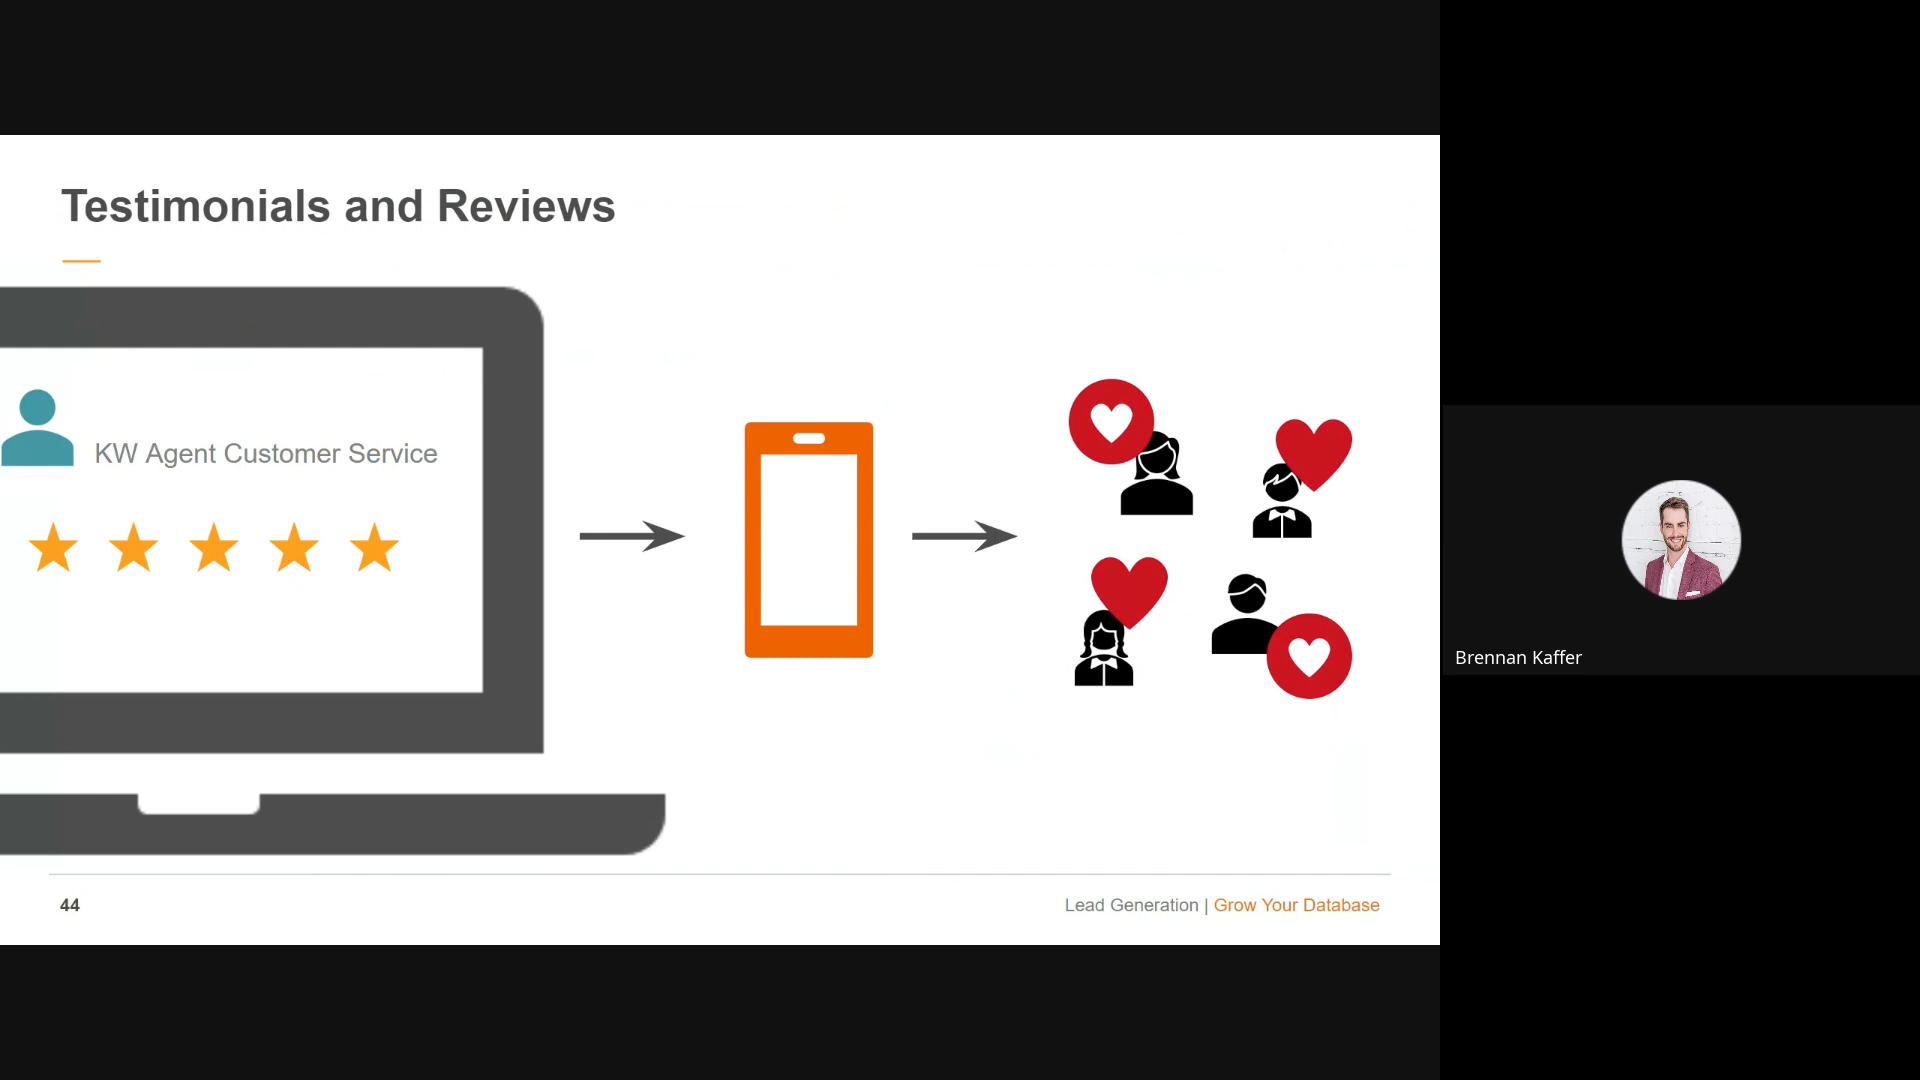 Testimonials and Reviews
KW Agent Customer Service
44
Lead Generation | Grow Your Database
Brennan Kaffer